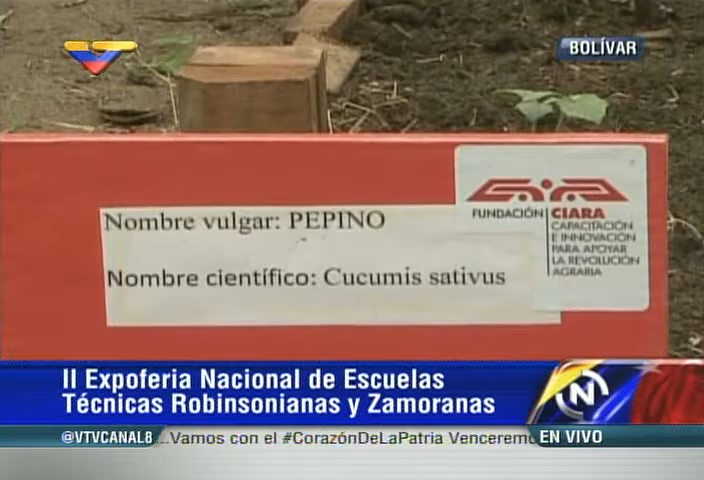 BOLÍVAR
Nombre vulgar: PEPINO
Nombre científico: Cucumis sativus
FUNDACIÓN CIARA
CAPACITACIÓN
E INNOVACIÓN
PARA APOYAR
LA REVOLUCIÓN
AGRARIA
II Expoferia Nacional de Escuelas
Técnicas Robinsonianas y Zamoranas
N
@VTVCANAL8 ...Vamos con el #CorazónDeLaPatria Vencerem EN VIVO